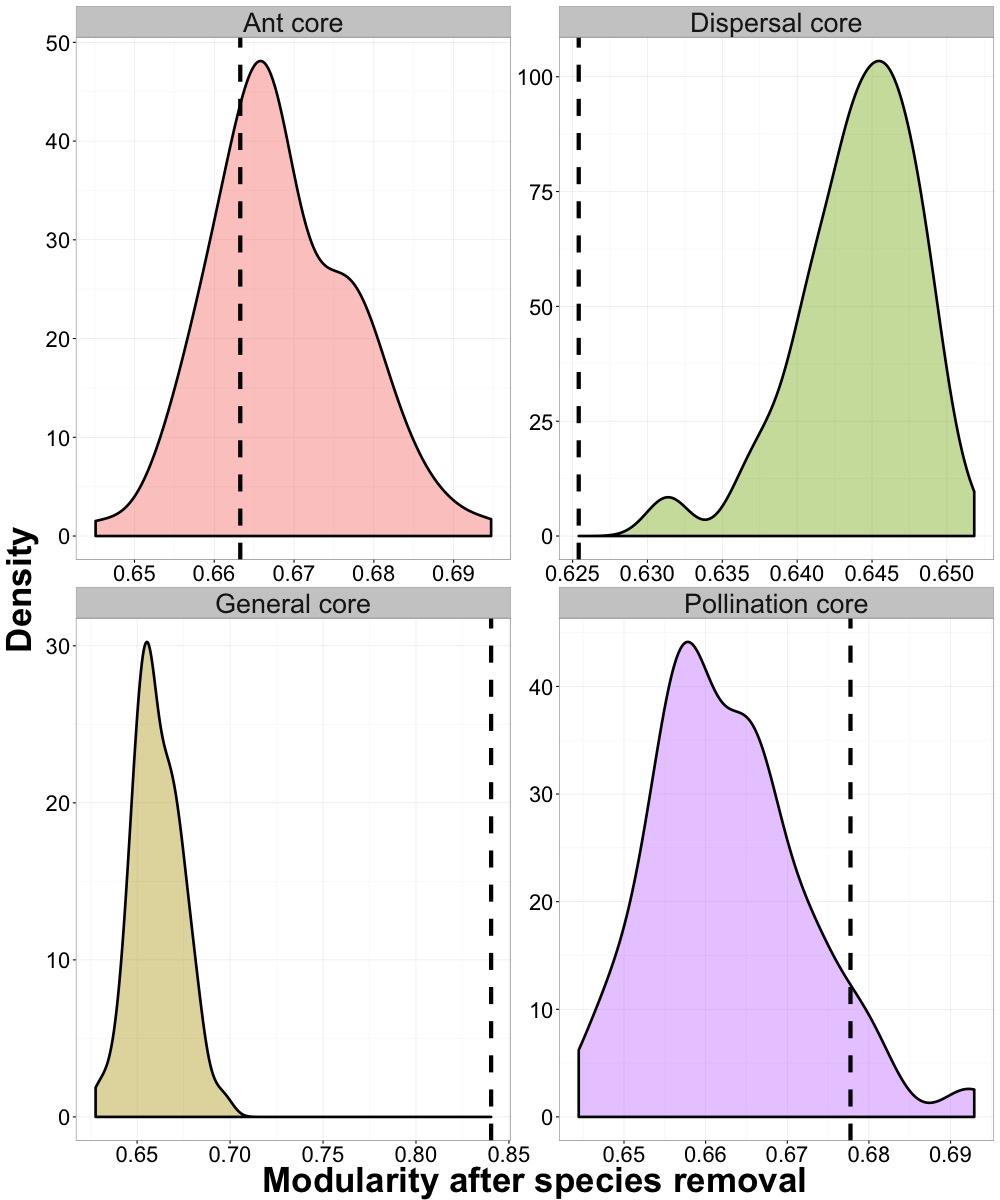 Ant core
Dispersal core
50
40
30
20
10
0
100
75
50
25
0
0.65 0.66 0.67 0.68 0.69
0.625 0.630 0.635 0.640 0.645 0.650
Density
General core
Pollination core
30
20
10
0
40
30
20
10
0
0.65 0.70 0.75 0.80 0.85
0.65 0.66 0.67 0.68 0.69
Modularity after species removal